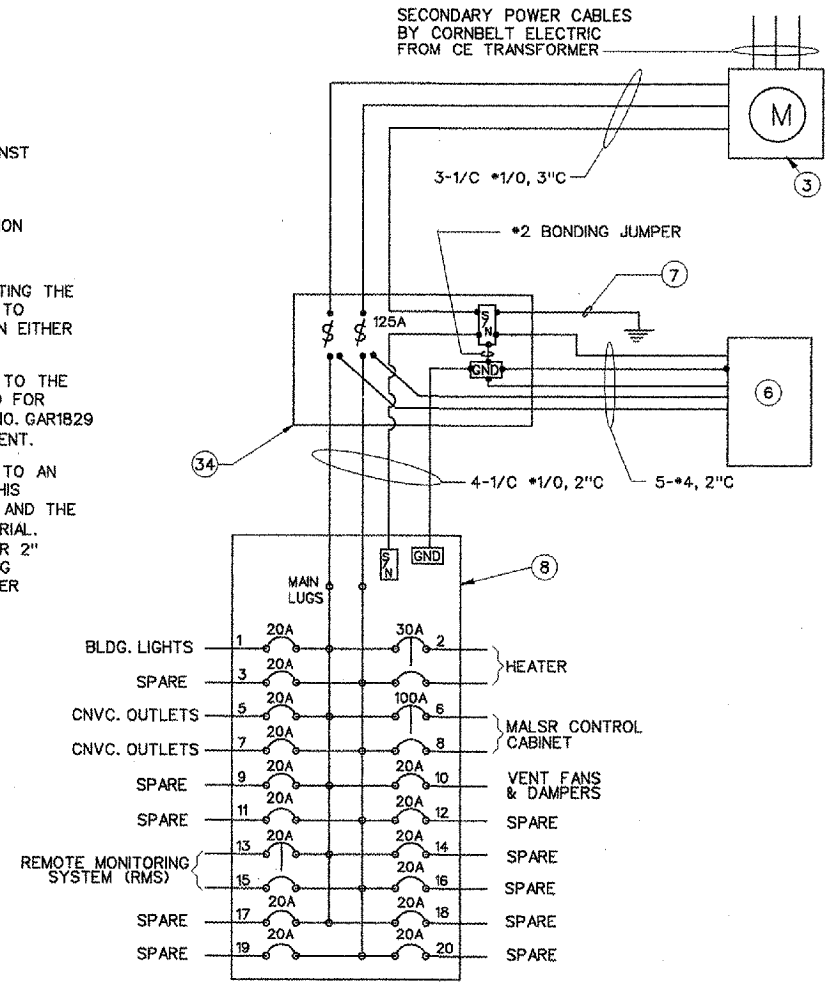 SECONDARY POWER CABLES
BY CORNBELT ELECTRIC
FROM CE TRANSFORMER
M
3
3-1/C #1/0, 3"C
#2 BONDING JUMPER
7
NST
ION
TING THE
TO
N EITHER
TO THE
FOR
NO. GAR1829
ENT.
TO AN
HIS
AND THE
RIAL.
R 2"
G
ER
125A
S/N
GND
6
34
4-1/C #1/0, 2"C
5-#4, 2"C
S/N
GND
8
MAIN
LUGS
BLDG. LIGHTS 1 20A 30A 2
HEATER
SPARE 3 20A
CNVC. OUTLETS 5 20A 100A 6
MALSR CONTROL
CABINET
CNVC. OUTLETS 7 20A 8
SPARE 9 20A 20A 10 VENT FANS
& DAMPERS
SPARE 11 20A 20A 12 SPARE
13 20A 20A 14 SPARE
REMOTE MONITORING
SYSTEM (RMS)
15 20A 16 SPARE
SPARE 17 20A 20A 18 SPARE
SPARE 19 20A 20A 20 SPARE